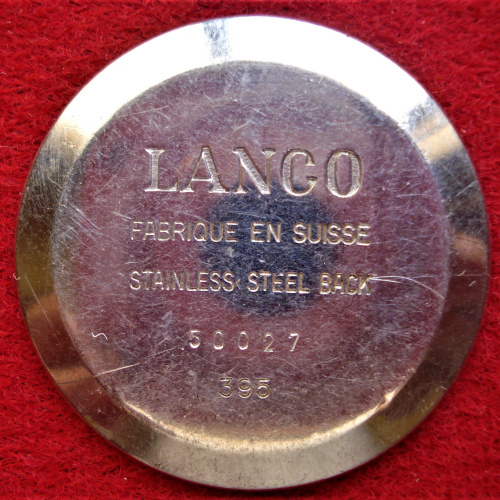 LANCO
FABRIQUE EN SUISSE
STAINLESS STEEL BACK
50027
395